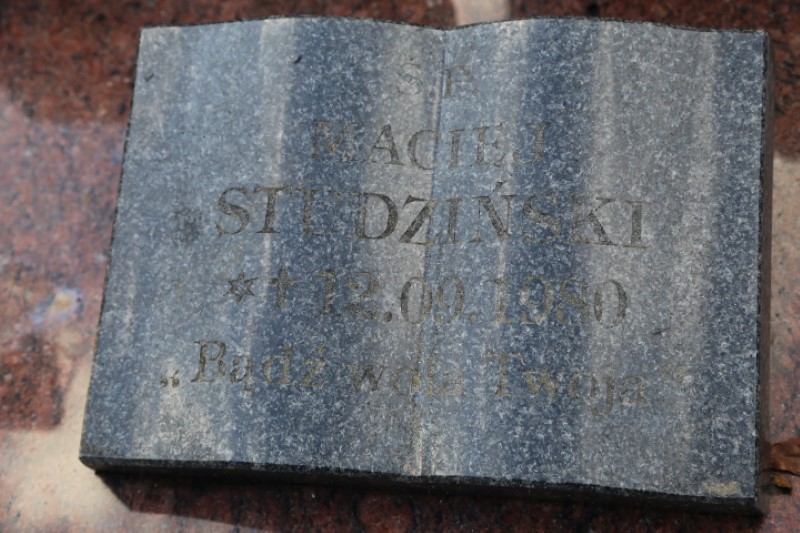 Ś.P.
MACIEJ
STUDZIŃSKI
✡✝12.09.1980
„Bądź wola Twoja"